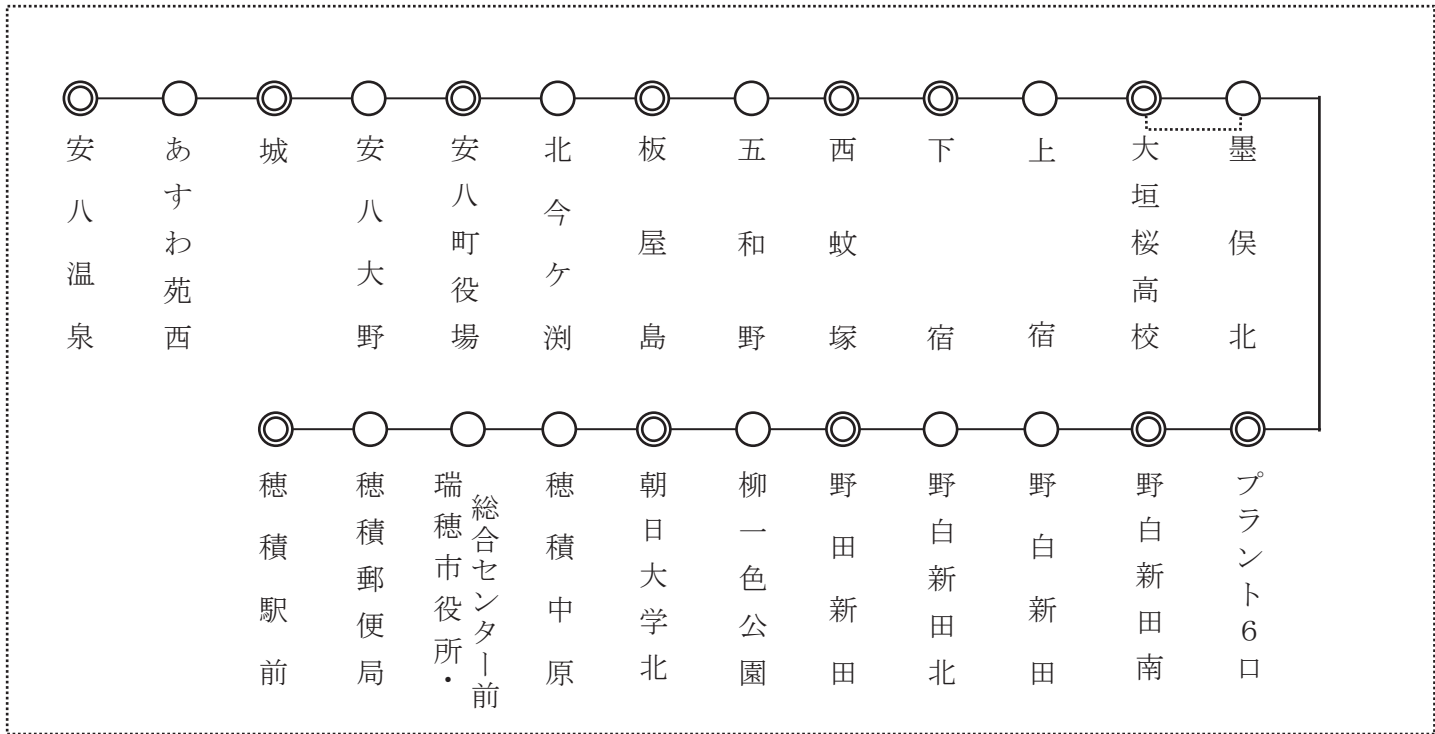 安八温泉
あすわ苑西
城
安八大野
安八町役場
北今ケ渕
板屋島
五和野
西蚊塚
下宿
上宿
大垣桜高校
墨俣北
プラント6口
野白新田南
野白新田
野白新田北
野田新田
柳一色公園
朝日大学北
穂積中原
瑞穂市役所・
総合センター前
穂積郵便局
穂積駅前